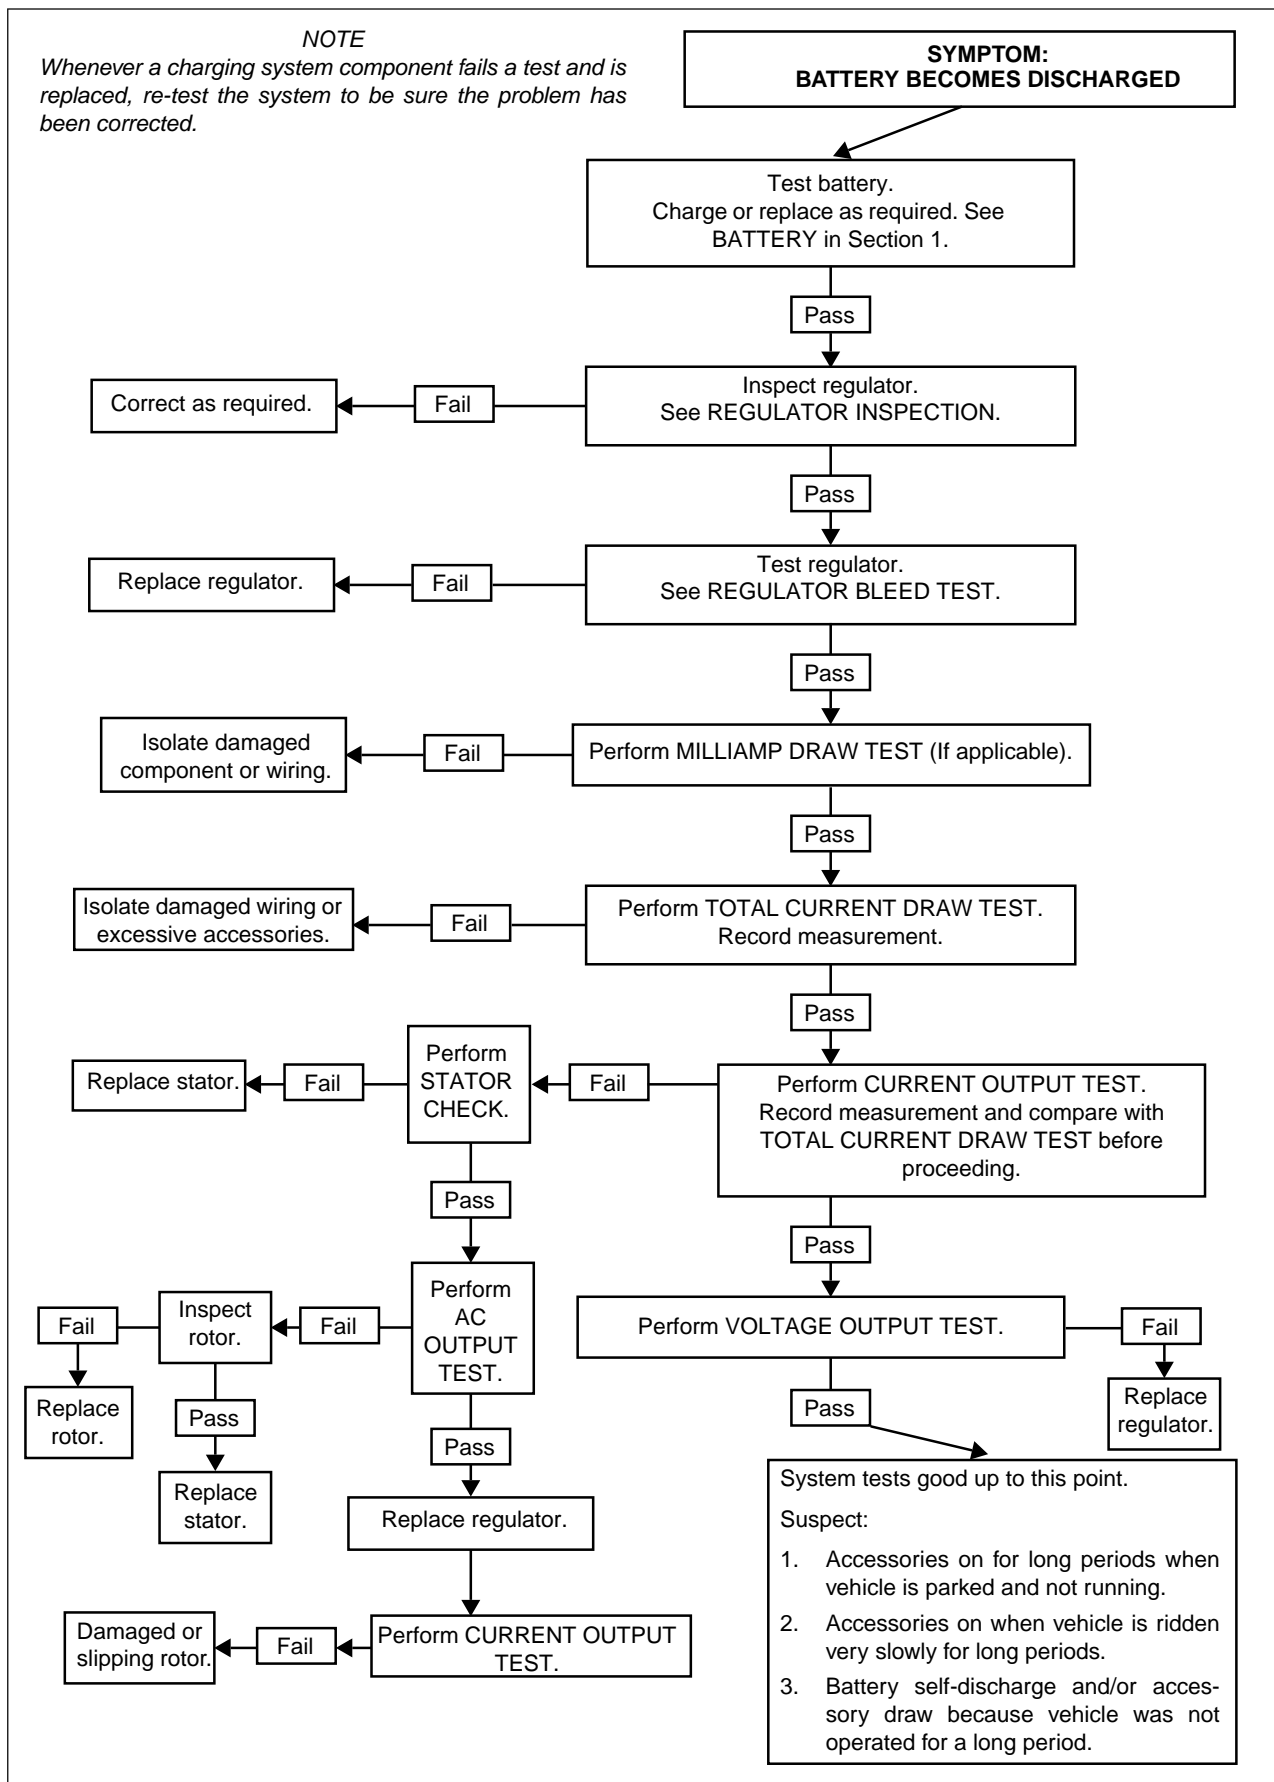 NOTE
Whenever a charging system component fails a test and is
replaced, re-test the system to be sure the problem has
been corrected.
SYMPTOM:
BATTERY BECOMES DISCHARGED
Test battery.
Charge or replace as required. See
BATTERY in Section 1.
Pass
Inspect regulator.
See REGULATOR INSPECTION.
Fail
Correct as required.
Pass
Test regulator.
See REGULATOR BLEED TEST.
Fail
Replace regulator.
Pass
Perform MILLIAMP DRAW TEST (If applicable).
Fail
Isolate damaged
component or wiring.
Pass
Perform TOTAL CURRENT DRAW TEST.
Record measurement.
Fail
Isolate damaged wiring or
excessive accessories.
Pass
Perform CURRENT OUTPUT TEST.
Record measurement and compare with
TOTAL CURRENT DRAW TEST before
proceeding.
Fail
Perform
STATOR
CHECK.
Fail
Replace stator.
Pass
Pass
Perform
AC
OUTPUT
TEST.
Fail
Inspect
rotor.
Fail
Replace
rotor.
Pass
Replace
stator.
Pass
Replace regulator.
Perform CURRENT OUTPUT
TEST.
Fail
Damaged or
slipping rotor.
Perform VOLTAGE OUTPUT TEST.
Fail
Replace
regulator.
Pass
System tests good up to this point.
Suspect:
1. Accessories on for long periods when
vehicle is parked and not running.
2. Accessories on when vehicle is ridden
very slowly for long periods.
3. Battery self-discharge and/or acces-
sory draw because vehicle was not
operated for a long period.